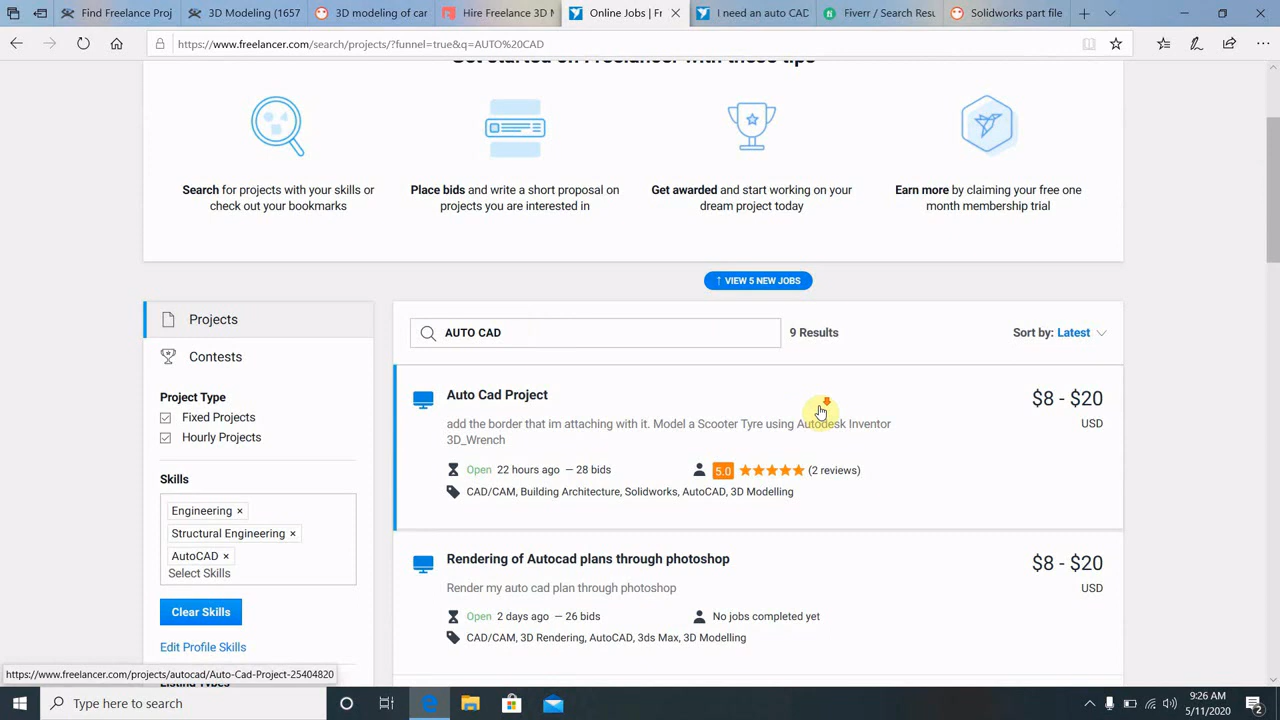 Find Freelance Proj
3D Modeling (1657
3D modeling of car
Hire Freelance 3D M
Online Jobs | Fr
I need an auto CAD
Fiverr / Search Resu
Solidworks part file
https://www.freelancer.com/search/projects/?funnel=true&q=AUTO%20CAD
Get started on Freelancer with these tips
Search for projects with your skills or
check out your bookmarks
Place bids and write a short proposal on
projects you are interested in
Get awarded and start working on your
dream project today
Earn more by claiming your free one
month membership trial
↑ VIEW 5 NEW JOBS
Projects
Contests
Project Type
Fixed Projects
Hourly Projects
Skills
Engineering ×
Structural Engineering ×
AutoCAD ×
Select Skills
Clear Skills
Edit Profile Skills
Listing Types
AUTO CAD
9 Results
Sort by: Latest
Auto Cad Project
$8 - $20
USD
add the border that im attaching with it. Model a Scooter Tyre using Autodesk Inventor
3D_Wrench
Open 22 hours ago — 28 bids
5.0 (2 reviews)
CAD/CAM, Building Architecture, Solidworks, AutoCAD, 3D Modelling
Rendering of Autocad plans through photoshop
$8 - $20
USD
Render my auto cad plan through photoshop
Open 2 days ago — 26 bids
No jobs completed yet
CAD/CAM, 3D Rendering, AutoCAD, 3ds Max, 3D Modelling
https://www.freelancer.com/projects/autocad/Auto-Cad-Project-25404820
Type here to search
9:26 AM
5/11/2020
2